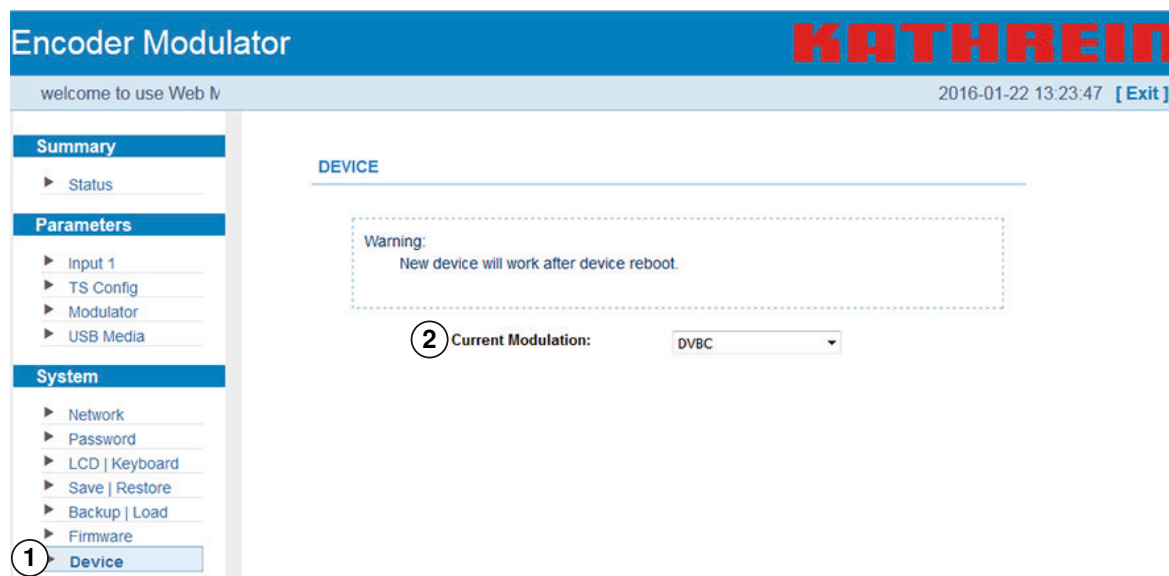 Encoder Modulator
KATHREIN
welcome to use Web M
2016-01-22 13:23:47 [ Exit ]
Summary
Status
Parameters
Input 1
TS Config
Modulator
USB Media
System
Network
Password
LCD | Keyboard
Save | Restore
Backup | Load
Firmware
1
Device
DEVICE
Warning:
New device will work after device reboot.
2 Current Modulation: DVBC